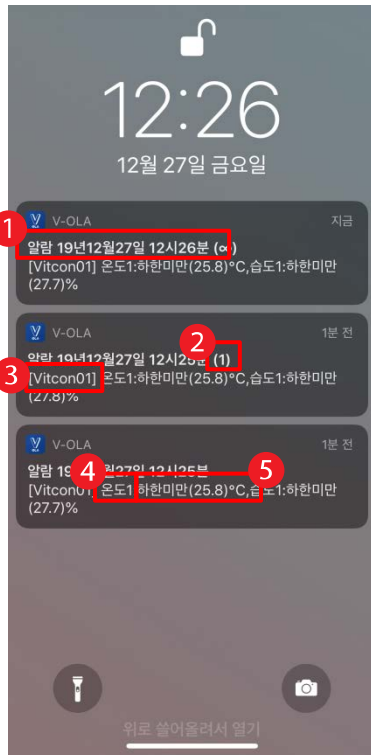 12:26
12월 27일 금요일
1
V-OLA
지금
알람 19년12월27일 12시26분 (∞)
[Vitcon01] 온도1:하한미만(25.8)°C,습도1:하한미만
(27.7)%
V-OLA
1분 전
2
알람 19년12월27일 12시25분 (1)
3
[Vitcon01] 온도1:하한미만(25.8)°C,습도1:하한미만
(27.8)%
V-OLA
1분 전
4
5
알람 19 27일 12시25분
[Vitcon01] 온도1:하한미만(25.8)°C,습도1:하한미만
(27.7)%
위로 쓸어올려서 열기